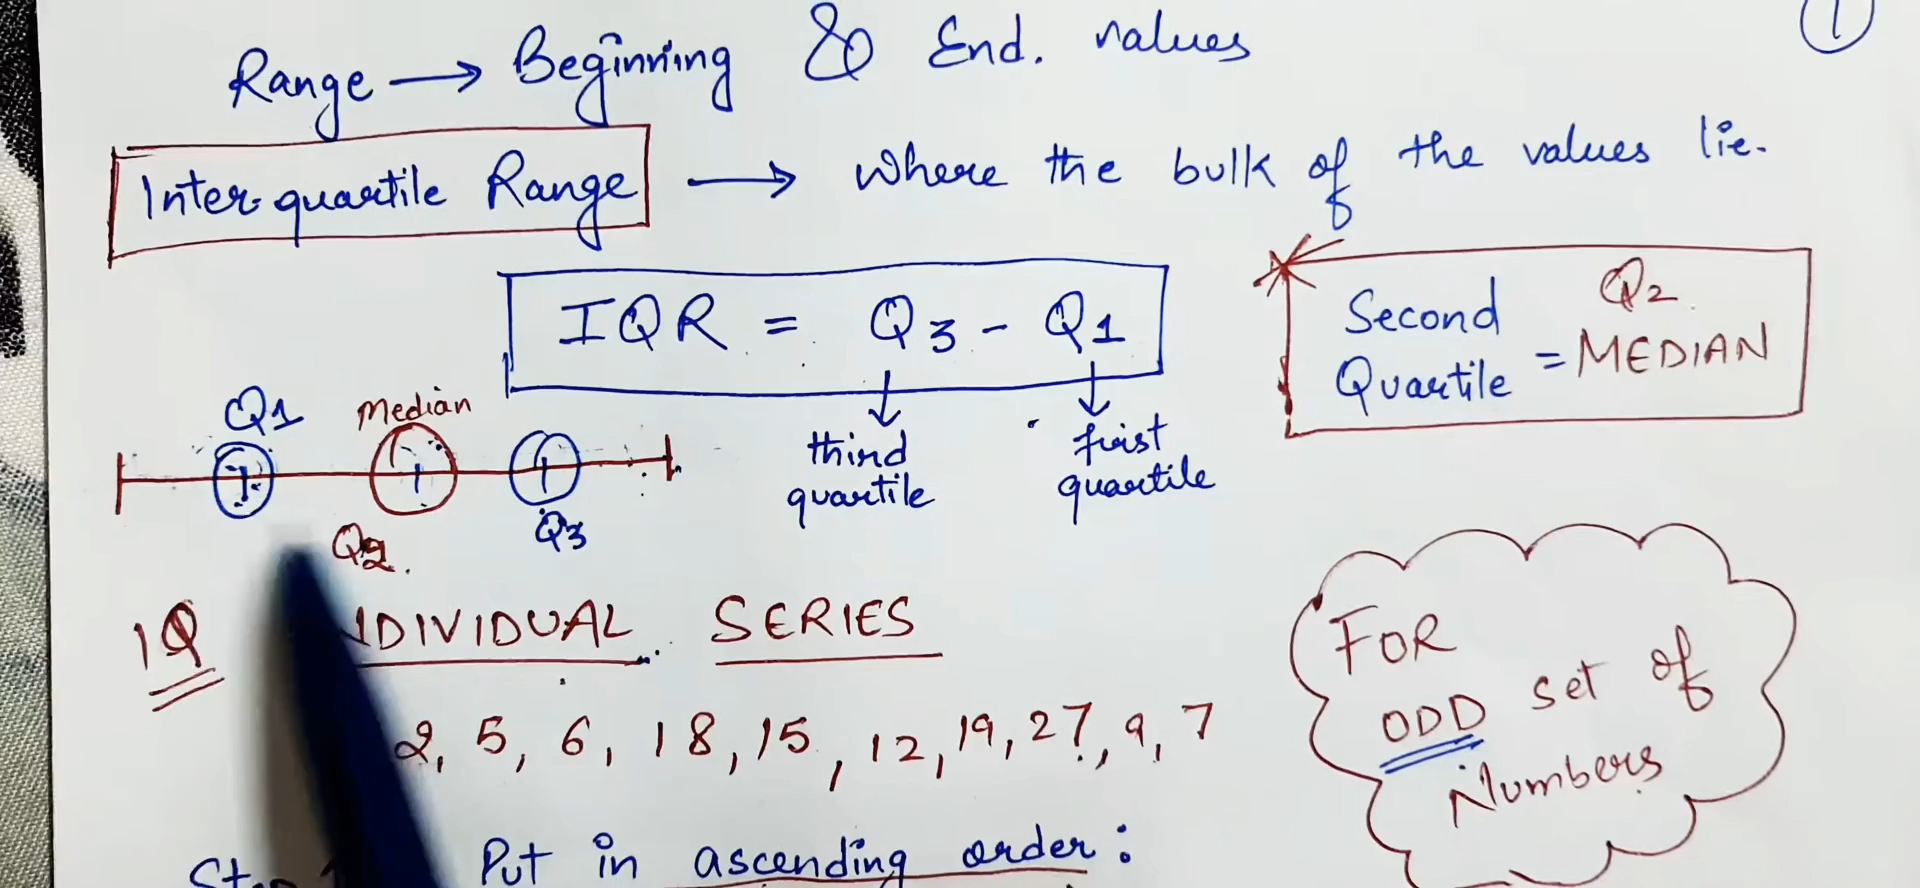 1
Range → Beginning & End. values
Inter-quartile Range → Where the bulk of the values lie.
IQR = Q3 - Q1
third
quartile
first
quartile
Second
Quartile = Q2
MEDIAN
Q1
Median
Q2.
Q3
1Q
SERIES
2, 5, 6, 18, 15, 12, 19, 27, 9, 7
FOR
ODD set of
Numbers
Put in ascending order: